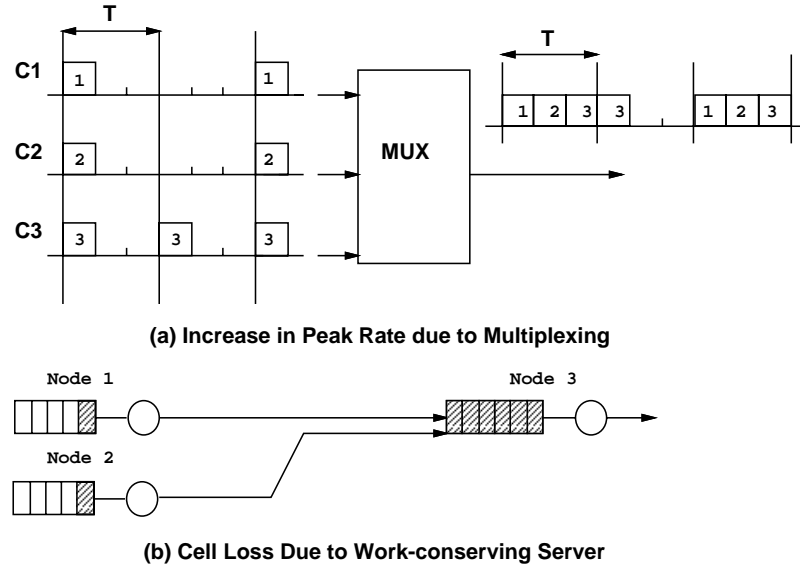 T
T
C1
1
1
1 2 3 3
1 2 3
C2
2
2
MUX
C3
3
3
3
(a) Increase in Peak Rate due to Multiplexing
Node 1
Node 3
Node 2
(b) Cell Loss Due to Work-conserving Server